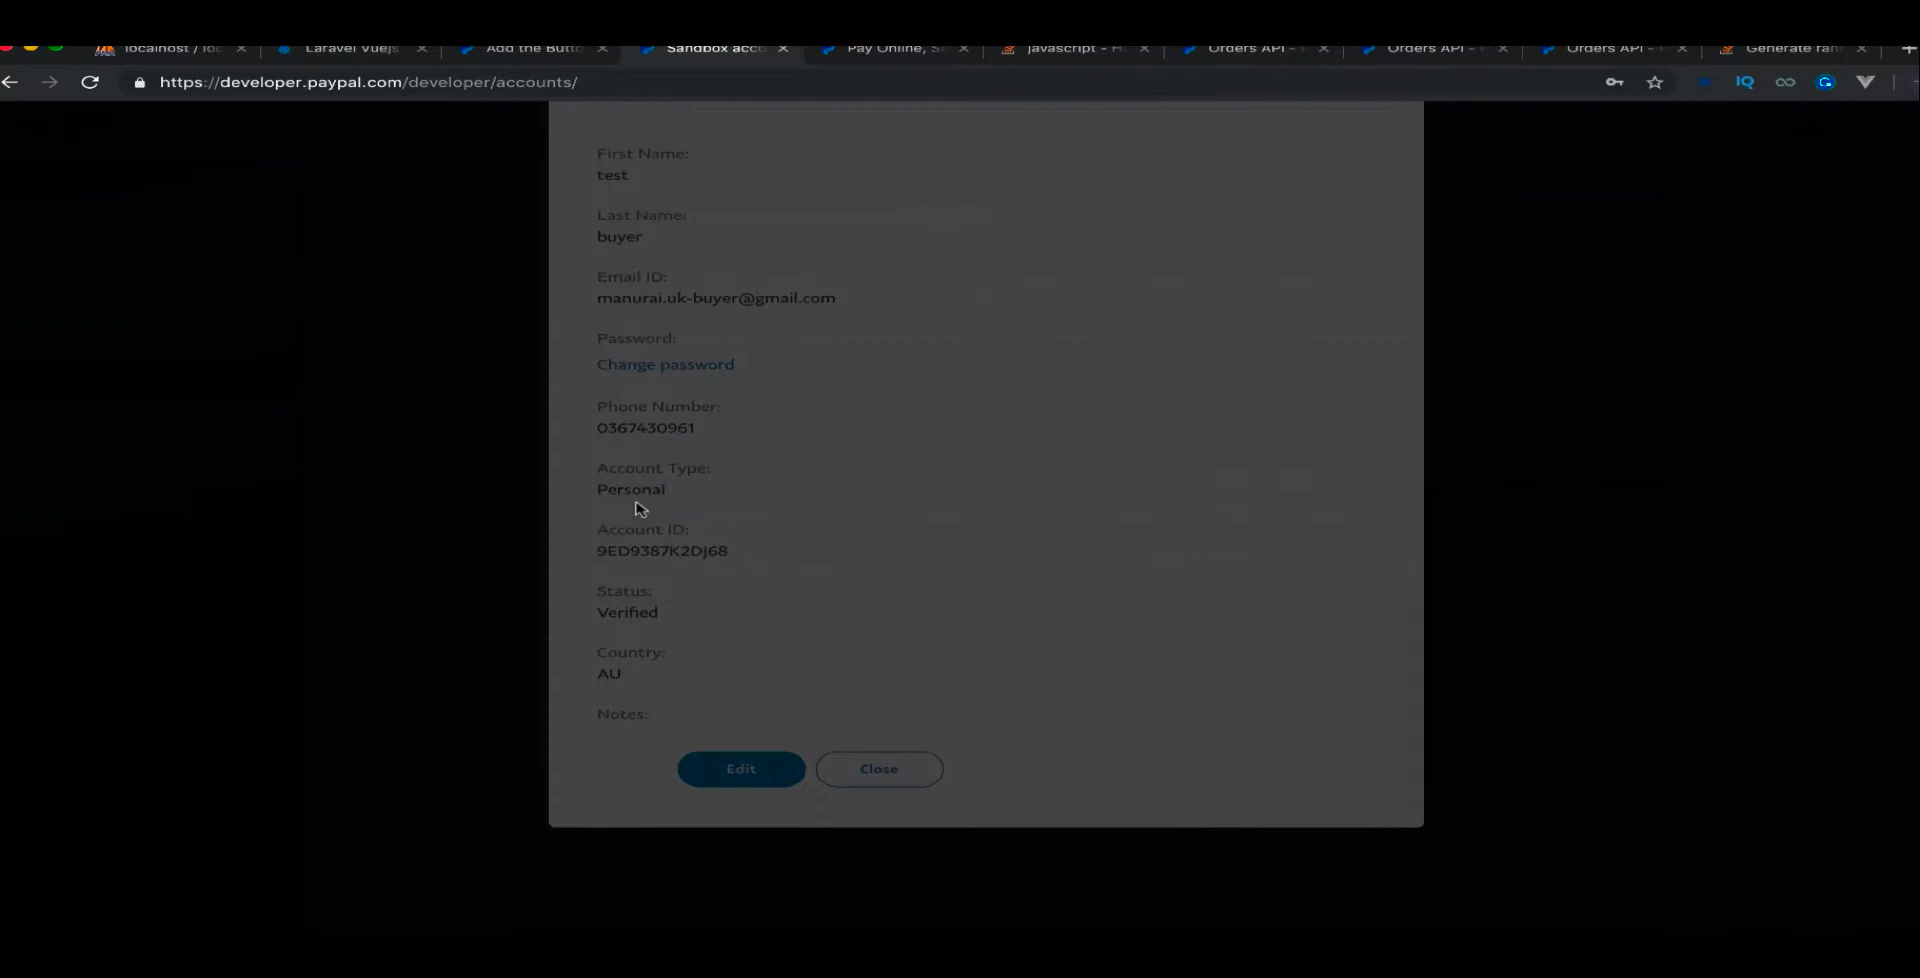 localhost / loc
Laravel Vuejs
Add the Butto
Sandbox acco
Pay Online, S
javascript - H
Orders API -
Orders API -
Orders API -
Generate ran
https://developer.paypal.com/developer/accounts/
IQ
First Name:
test
Last Name:
buyer
Email ID:
manurai.uk-buyer@gmail.com
Password:
Change password
Phone Number:
0367430961
Account Type:
Personal
Account ID:
9ED9387K2DJ68
Status:
Verified
Country:
AU
Notes:
Edit
Close